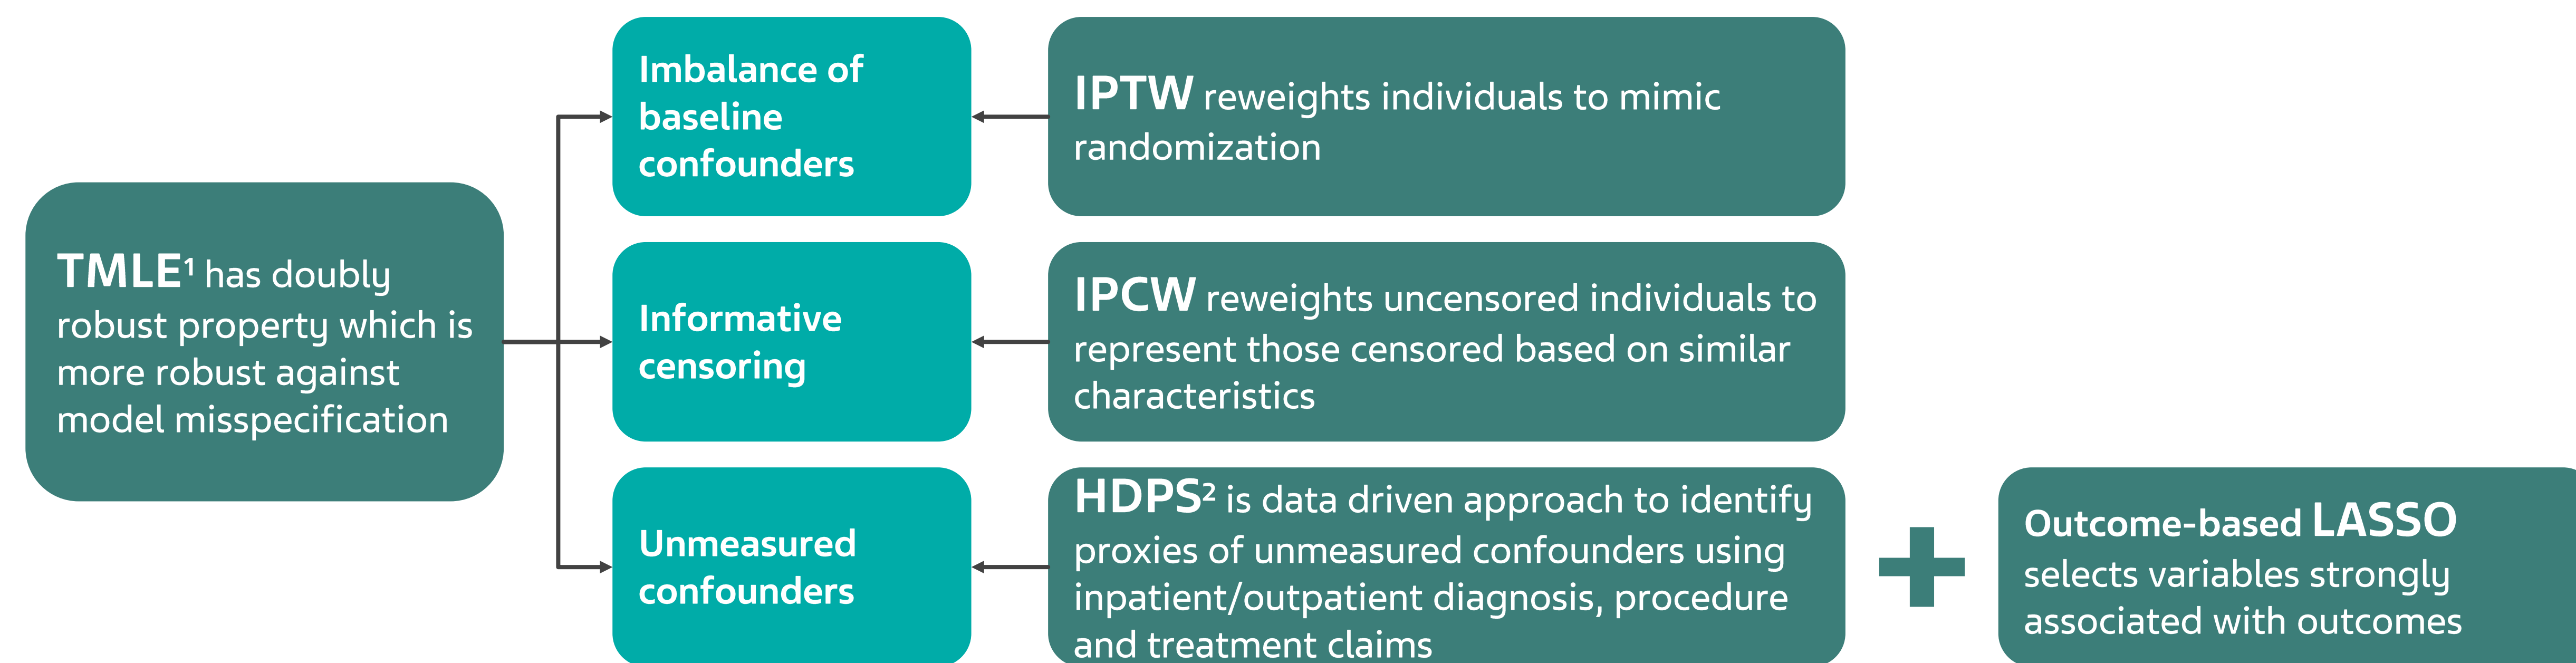 TMLE¹ has doubly
robust property which is
more robust against
model misspecification
Imbalance of
baseline
confounders
IPTW reweights individuals to mimic
randomization
Informative
censoring
IPCW reweights uncensored individuals to
represent those censored based on similar
characteristics
Unmeasured
confounders
HDPS² is data driven approach to identify
proxies of unmeasured confounders using
inpatient/outpatient diagnosis, procedure
and treatment claims
Outcome-based LASSO
selects variables strongly
associated with outcomes